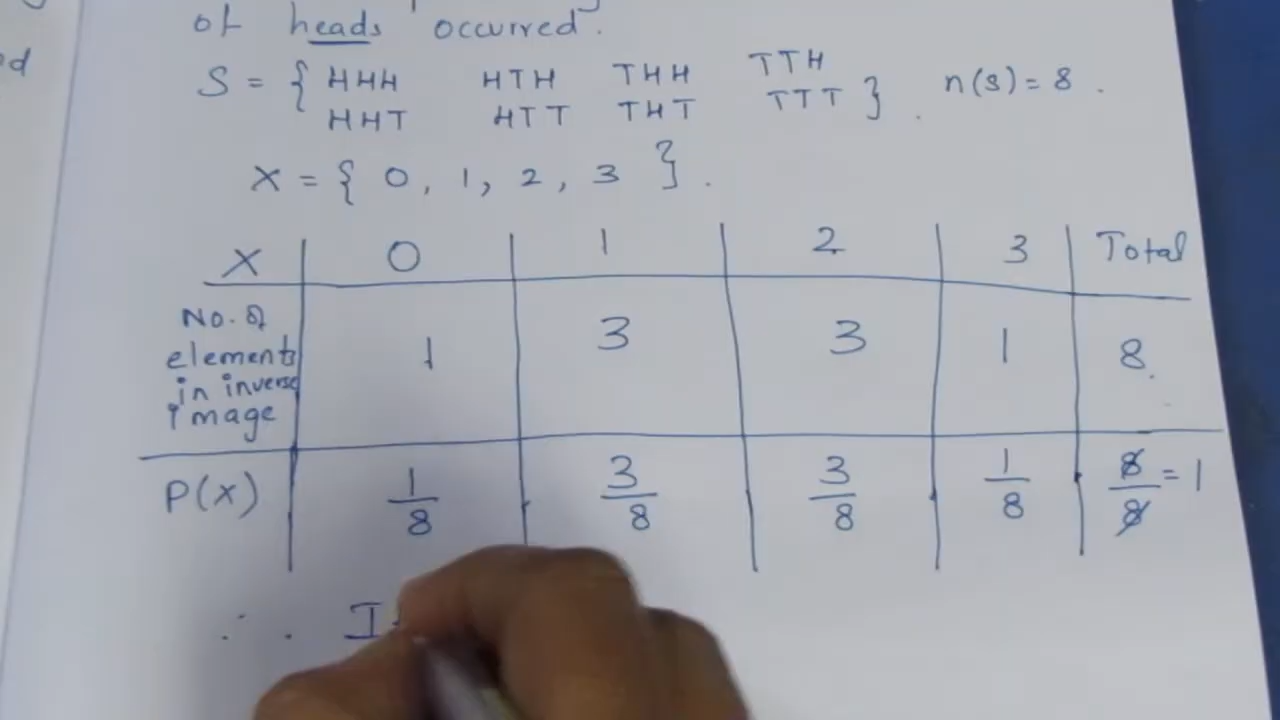 ed
of heads occurred.
S = { HHH HTH THH TTH
HHT HTT THT TTT } . n(s) = 8 .
X = { 0, 1, 2, 3 } .
X 0 1 2 3 Total
No. of
elements
in inverse
image 1 3 3 1 8
P(x) 1/8 3/8 3/8 1/8 8/8 = 1
∴ I